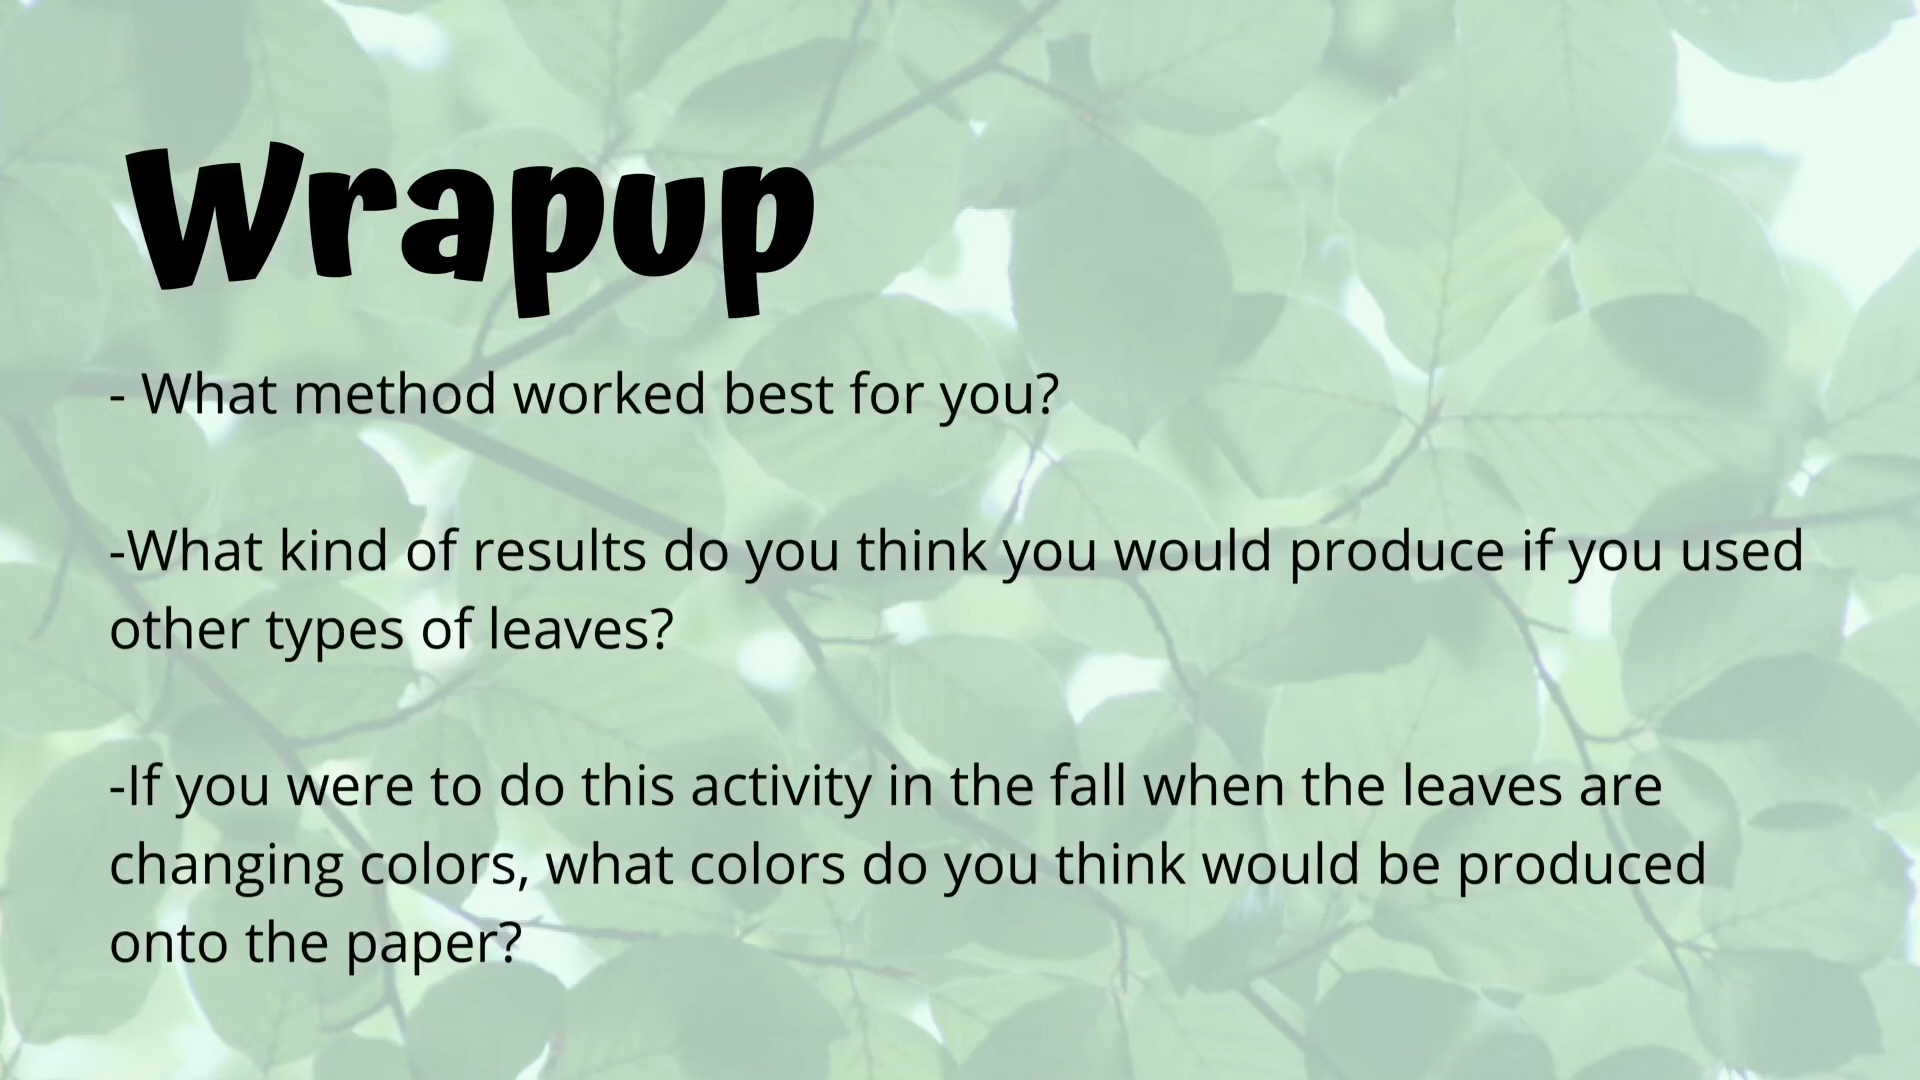 Wrapup
- What method worked best for you?
-What kind of results do you think you would produce if you used
other types of leaves?
-If you were to do this activity in the fall when the leaves are
changing colors, what colors do you think would be produced
onto the paper?